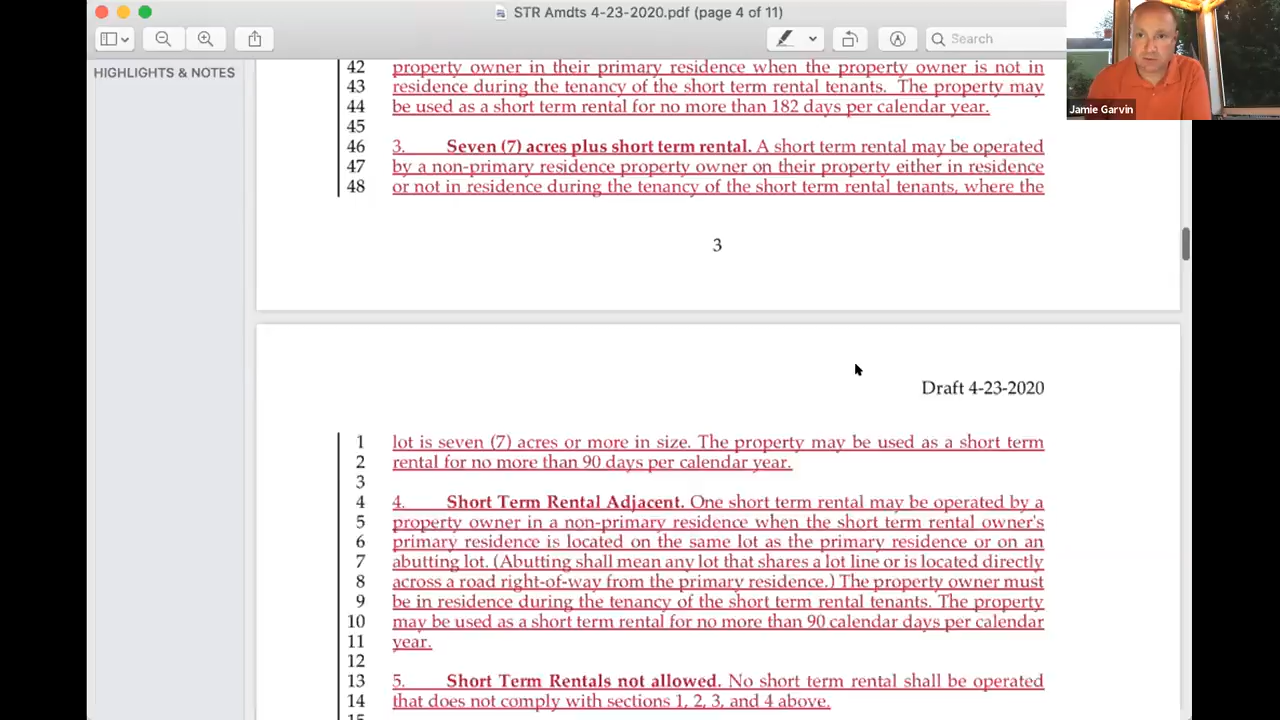 STR Amdts 4-23-2020.pdf (page 4 of 11)
Search
HIGHLIGHTS & NOTES
Jamie Garvin
42 property owner in their primary residence when the property owner is not in
43 residence during the tenancy of the short term rental tenants. The property may
44 be used as a short term rental for no more than 182 days per calendar year.
45
46 3. Seven (7) acres plus short term rental. A short term rental may be operated
47 by a non-primary residence property owner on their property either in residence
48 or not in residence during the tenancy of the short term rental tenants, where the
3
Draft 4-23-2020
1 lot is seven (7) acres or more in size. The property may be used as a short term
2 rental for no more than 90 days per calendar year.
3
4 4. Short Term Rental Adjacent. One short term rental may be operated by a
5 property owner in a non-primary residence when the short term rental owner's
6 primary residence is located on the same lot as the primary residence or on an
7 abutting lot. (Abutting shall mean any lot that shares a lot line or is located directly
8 across a road right-of-way from the primary residence.) The property owner must
9 be in residence during the tenancy of the short term rental tenants. The property
10 may be used as a short term rental for no more than 90 calendar days per calendar
11 year.
12
13 5. Short Term Rentals not allowed. No short term rental shall be operated
14 that does not comply with sections 1, 2, 3, and 4 above.